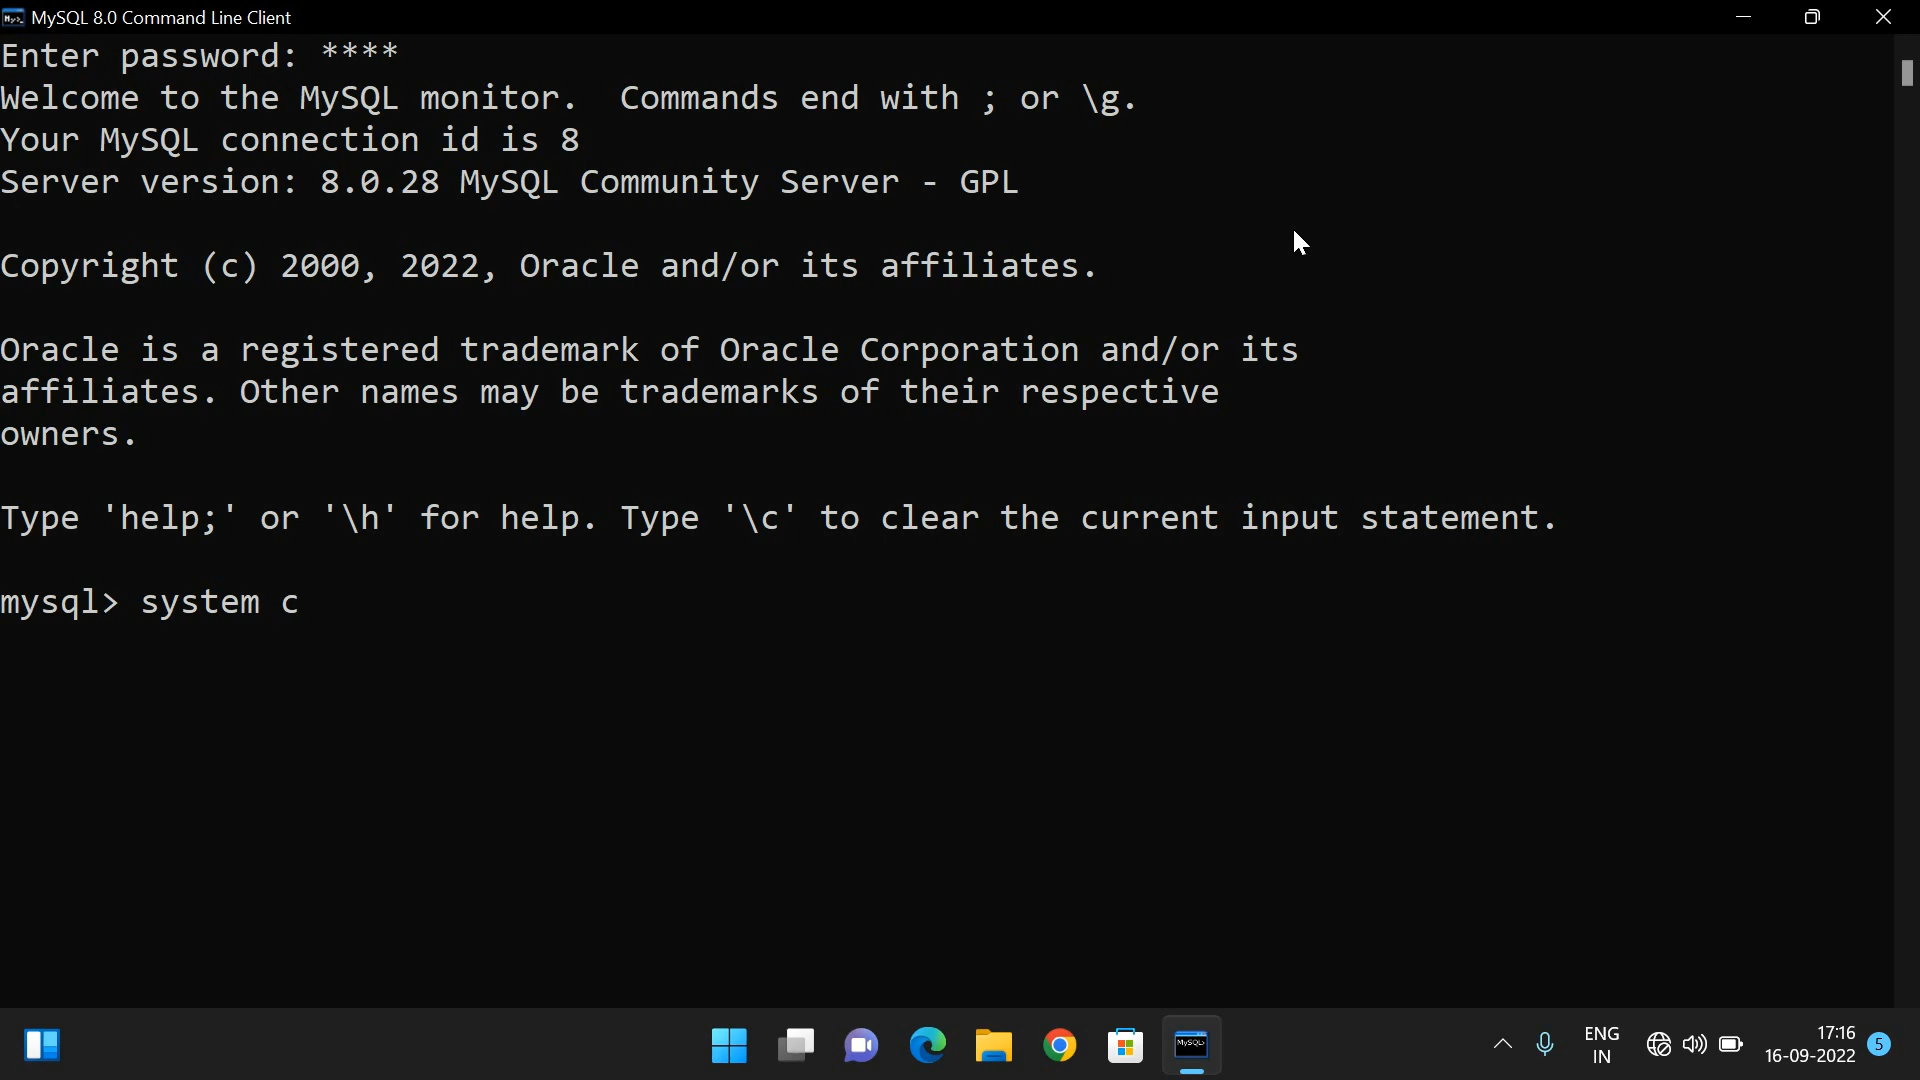 MySQL 8.0 Command Line Client
Enter password: ****
Welcome to the MySQL monitor.  Commands end with ; or \g.
Your MySQL connection id is 8
Server version: 8.0.28 MySQL Community Server - GPL
Copyright (c) 2000, 2022, Oracle and/or its affiliates.
Oracle is a registered trademark of Oracle Corporation and/or its
affiliates. Other names may be trademarks of their respective
owners.
Type 'help;' or '\h' for help. Type '\c' to clear the current input statement.
mysql> system c
MySQL>
ENG
IN
17:16
16-09-2022
5